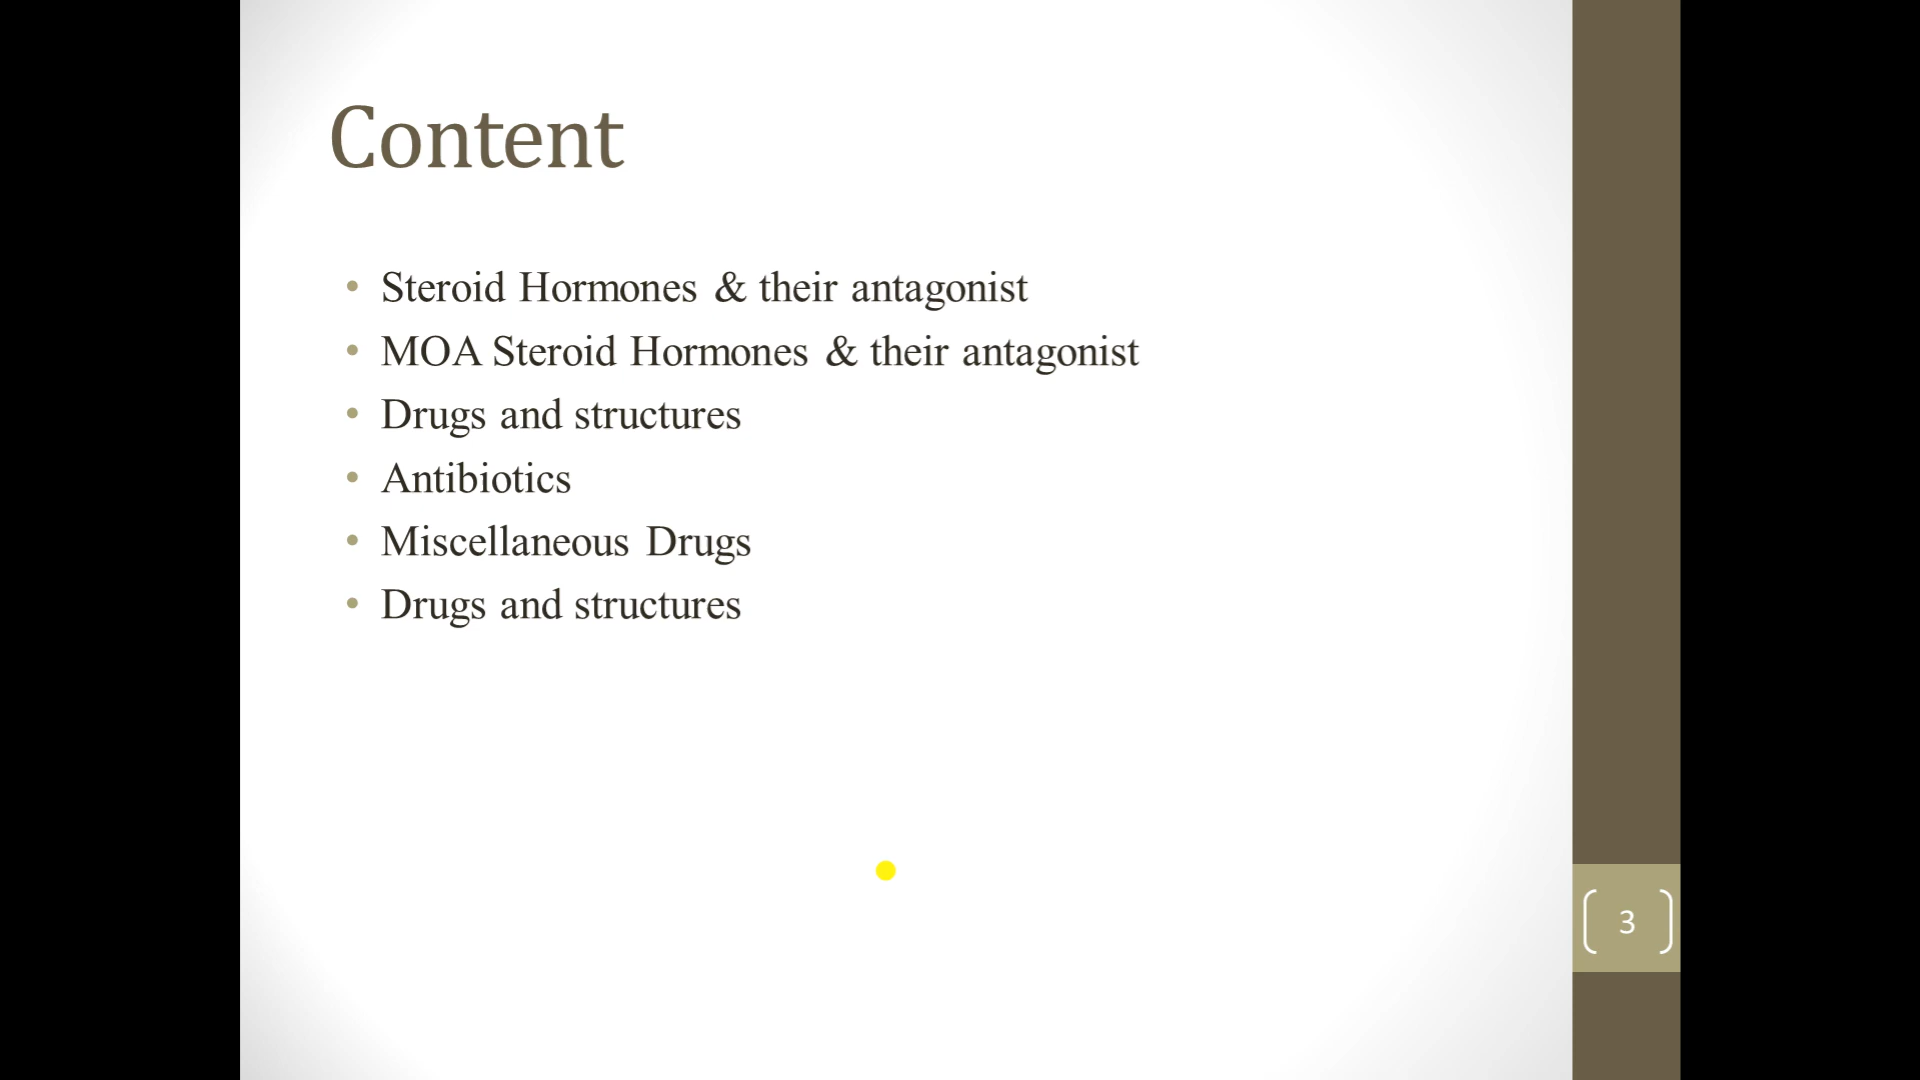 Content
• Steroid Hormones & their antagonist
• MOA Steroid Hormones & their antagonist
• Drugs and structures
• Antibiotics
• Miscellaneous Drugs
• Drugs and structures
3